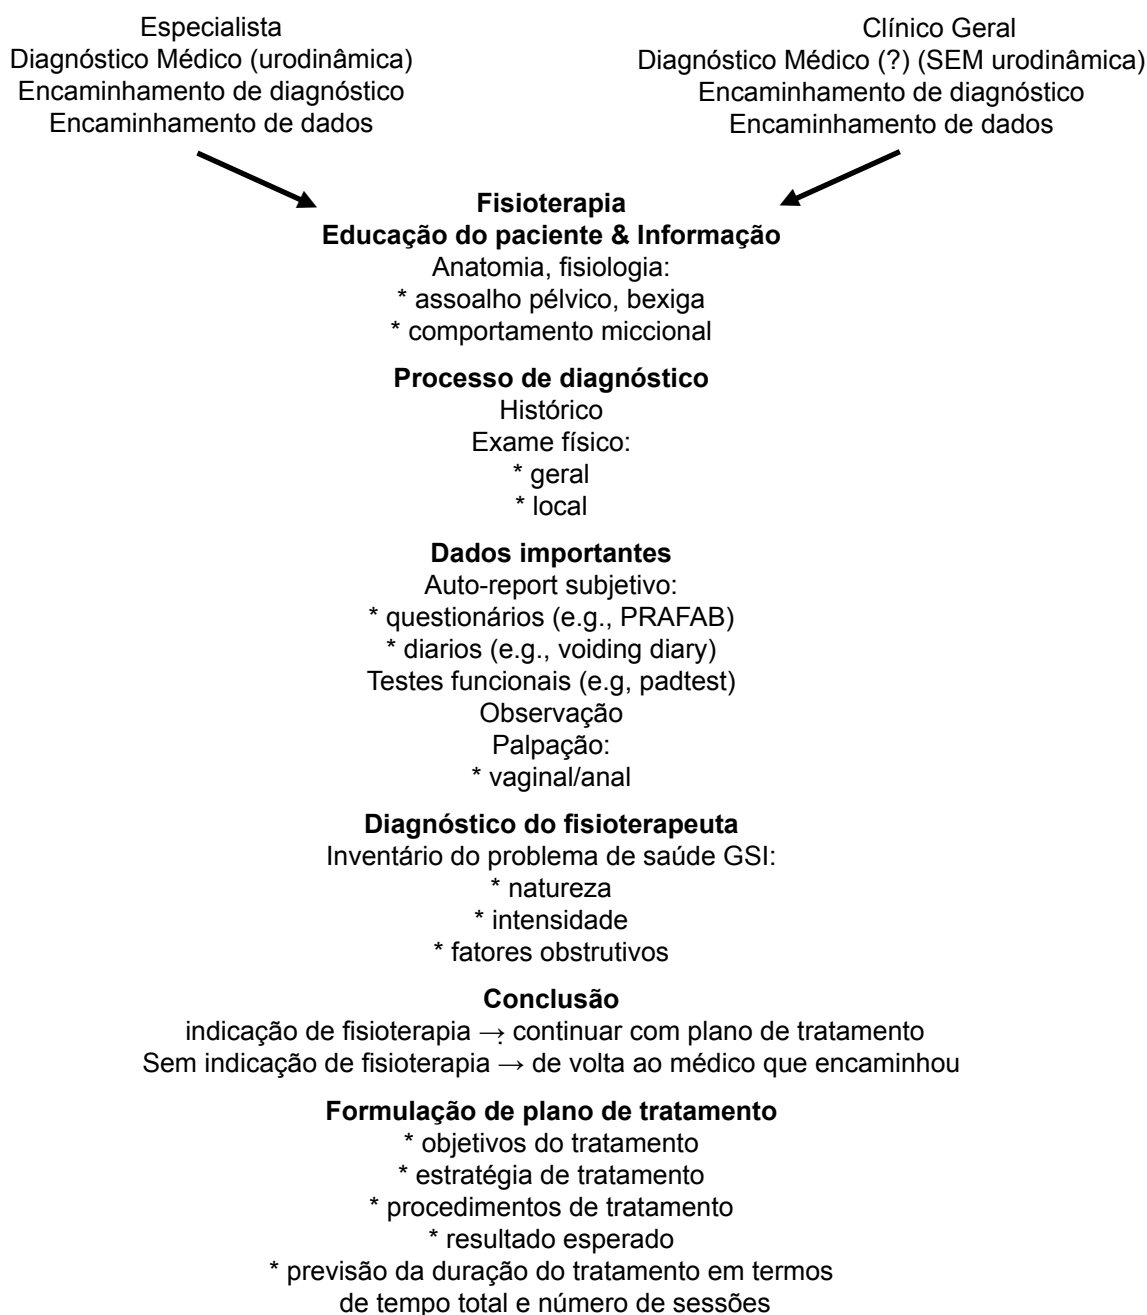 Especialista
Diagnóstico Médico (urodinâmica)
Encaminhamento de diagnóstico
Encaminhamento de dados
Clínico Geral
Diagnóstico Médico (?) (SEM urodinâmica)
Encaminhamento de diagnóstico
Encaminhamento de dados
Fisioterapia
Educação do paciente & Informação
Anatomia, fisiologia:
* assoalho pélvico, bexiga
* comportamento miccional
Processo de diagnóstico
Histórico
Exame físico:
* geral
* local
Dados importantes
Auto-report subjetivo:
* questionários (e.g., PRAFAB)
* diarios (e.g., voiding diary)
Testes funcionais (e.g, padtest)
Observação
Palpação:
* vaginal/anal
Diagnóstico do fisioterapeuta
Inventário do problema de saúde GSI:
* natureza
* intensidade
* fatores obstrutivos
Conclusão
indicação de fisioterapia → continuar com plano de tratamento
Sem indicação de fisioterapia → de volta ao médico que encaminhou
Formulação de plano de tratamento
* objetivos do tratamento
* estratégia de tratamento
* procedimentos de tratamento
* resultado esperado
* previsão da duração do tratamento em termos
de tempo total e número de sessões